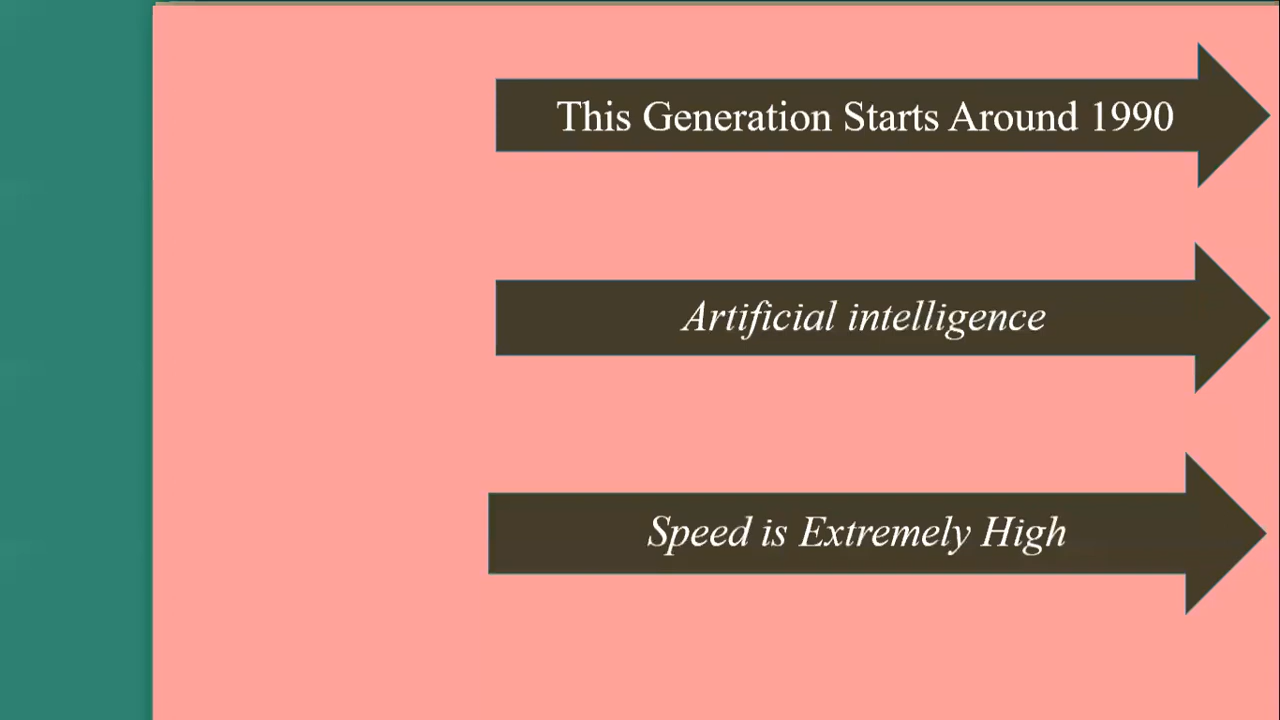 This Generation Starts Around 1990
Artificial intelligence
Speed is Extremely High